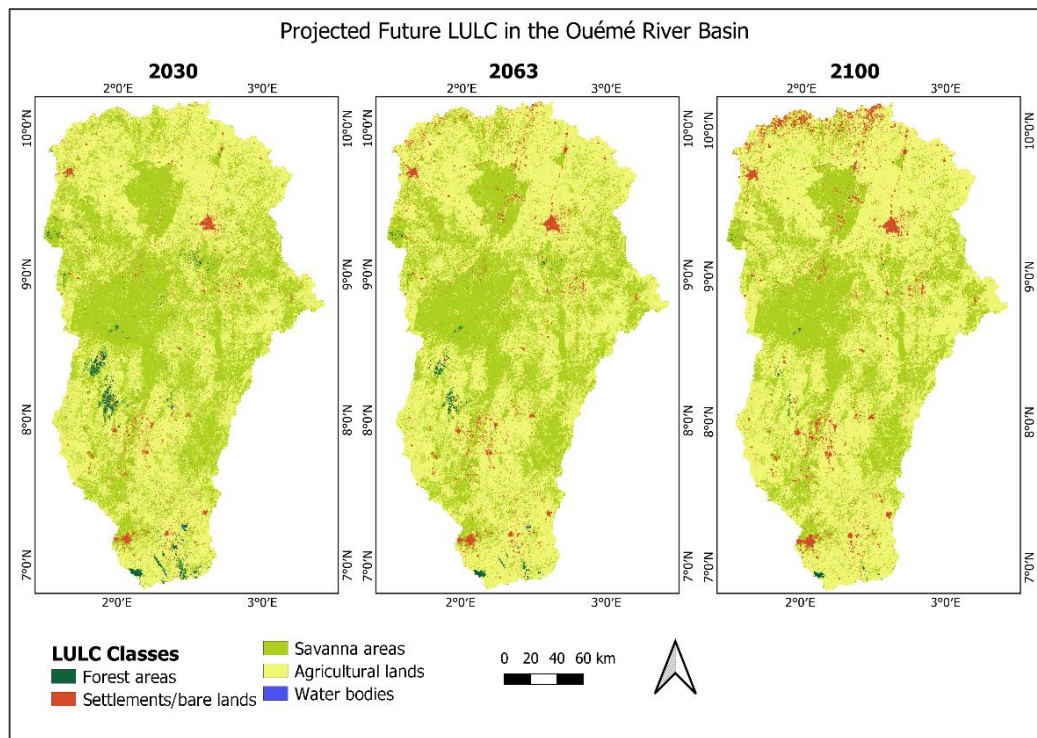 Projected Future LULC in the Ouémé River Basin
2030 2063 2100
2°0′E 3°0′E 2°0′E 3°0′E 2°0′E 3°0′E
10°0′N 10°0′N 10°0′N 10°0′N
9°0′N 9°0′N 9°0′N 9°0′N
8°0′N 8°0′N 8°0′N 8°0′N
7°0′N 7°0′N 7°0′N 7°0′N
2°0′E 3°0′E 2°0′E 3°0′E 2°0′E 3°0′E
LULC Classes
Forest areas
Settlements/bare lands
Savanna areas
Agricultural lands
Water bodies
0 20 40 60 km